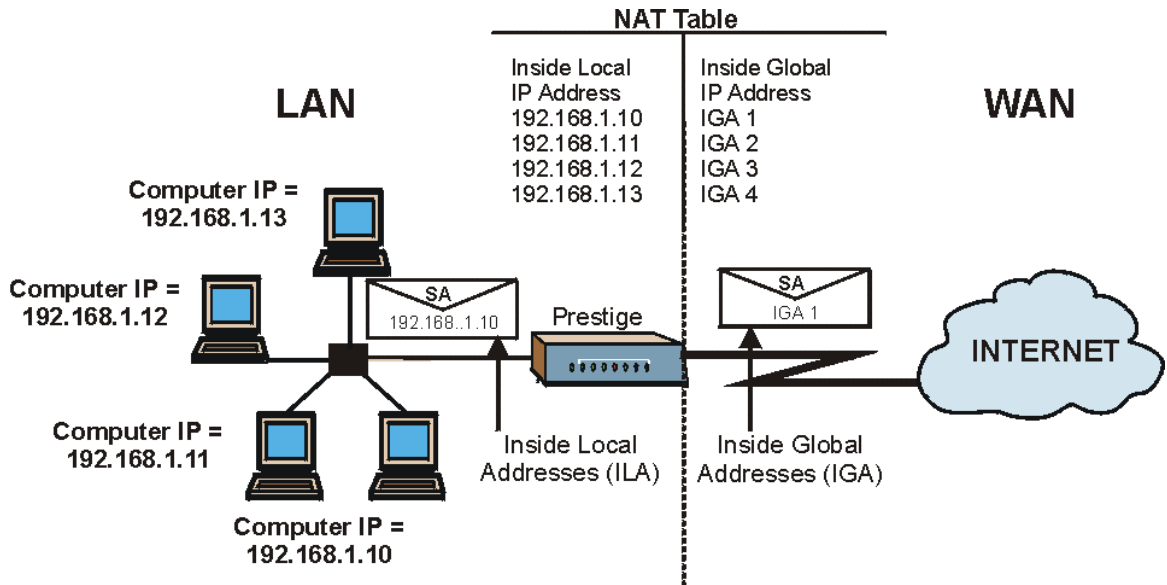 NAT Table
Inside Local
IP Address
192.168.1.10
192.168.1.11
192.168.1.12
192.168.1.13
Inside Global
IP Address
IGA 1
IGA 2
IGA 3
IGA 4
LAN
WAN
Computer IP =
192.168.1.13
Computer IP =
192.168.1.12
Computer IP =
192.168.1.11
Computer IP =
192.168.1.10
SA
192.168..1.10
Prestige
SA
IGA 1
INTERNET
Inside Local
Addresses (ILA)
Inside Global
Addresses (IGA)